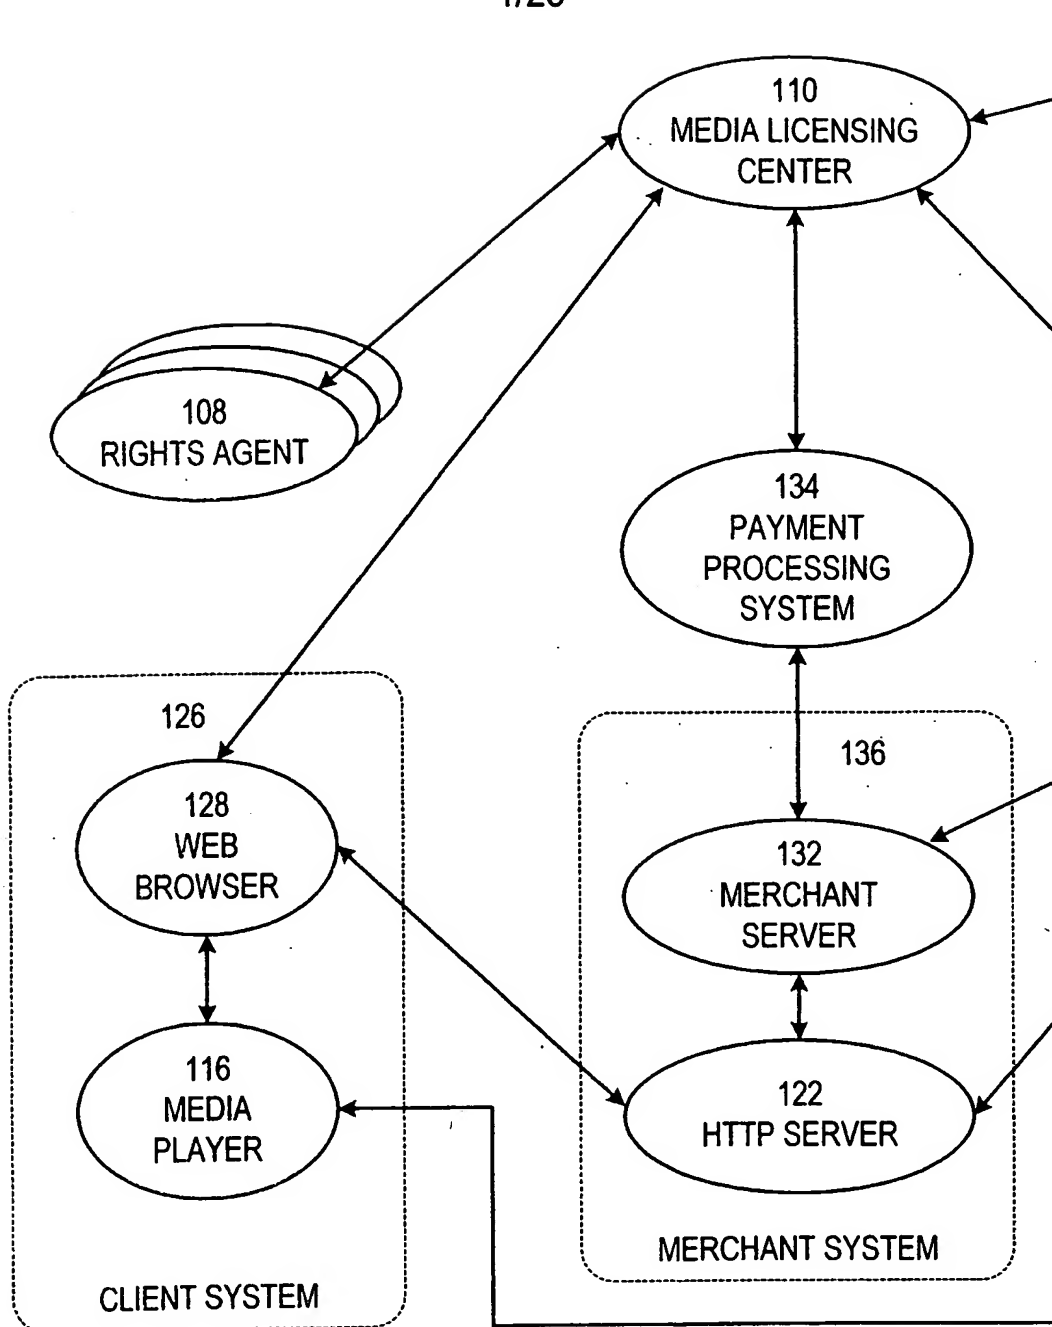 110
MEDIA LICENSING
CENTER
108
RIGHTS AGENT
134
PAYMENT
PROCESSING
SYSTEM
126
136
128
WEB
BROWSER
132
MERCHANT
SERVER
116
MEDIA
PLAYER
122
HTTP SERVER
MERCHANT SYSTEM
CLIENT SYSTEM